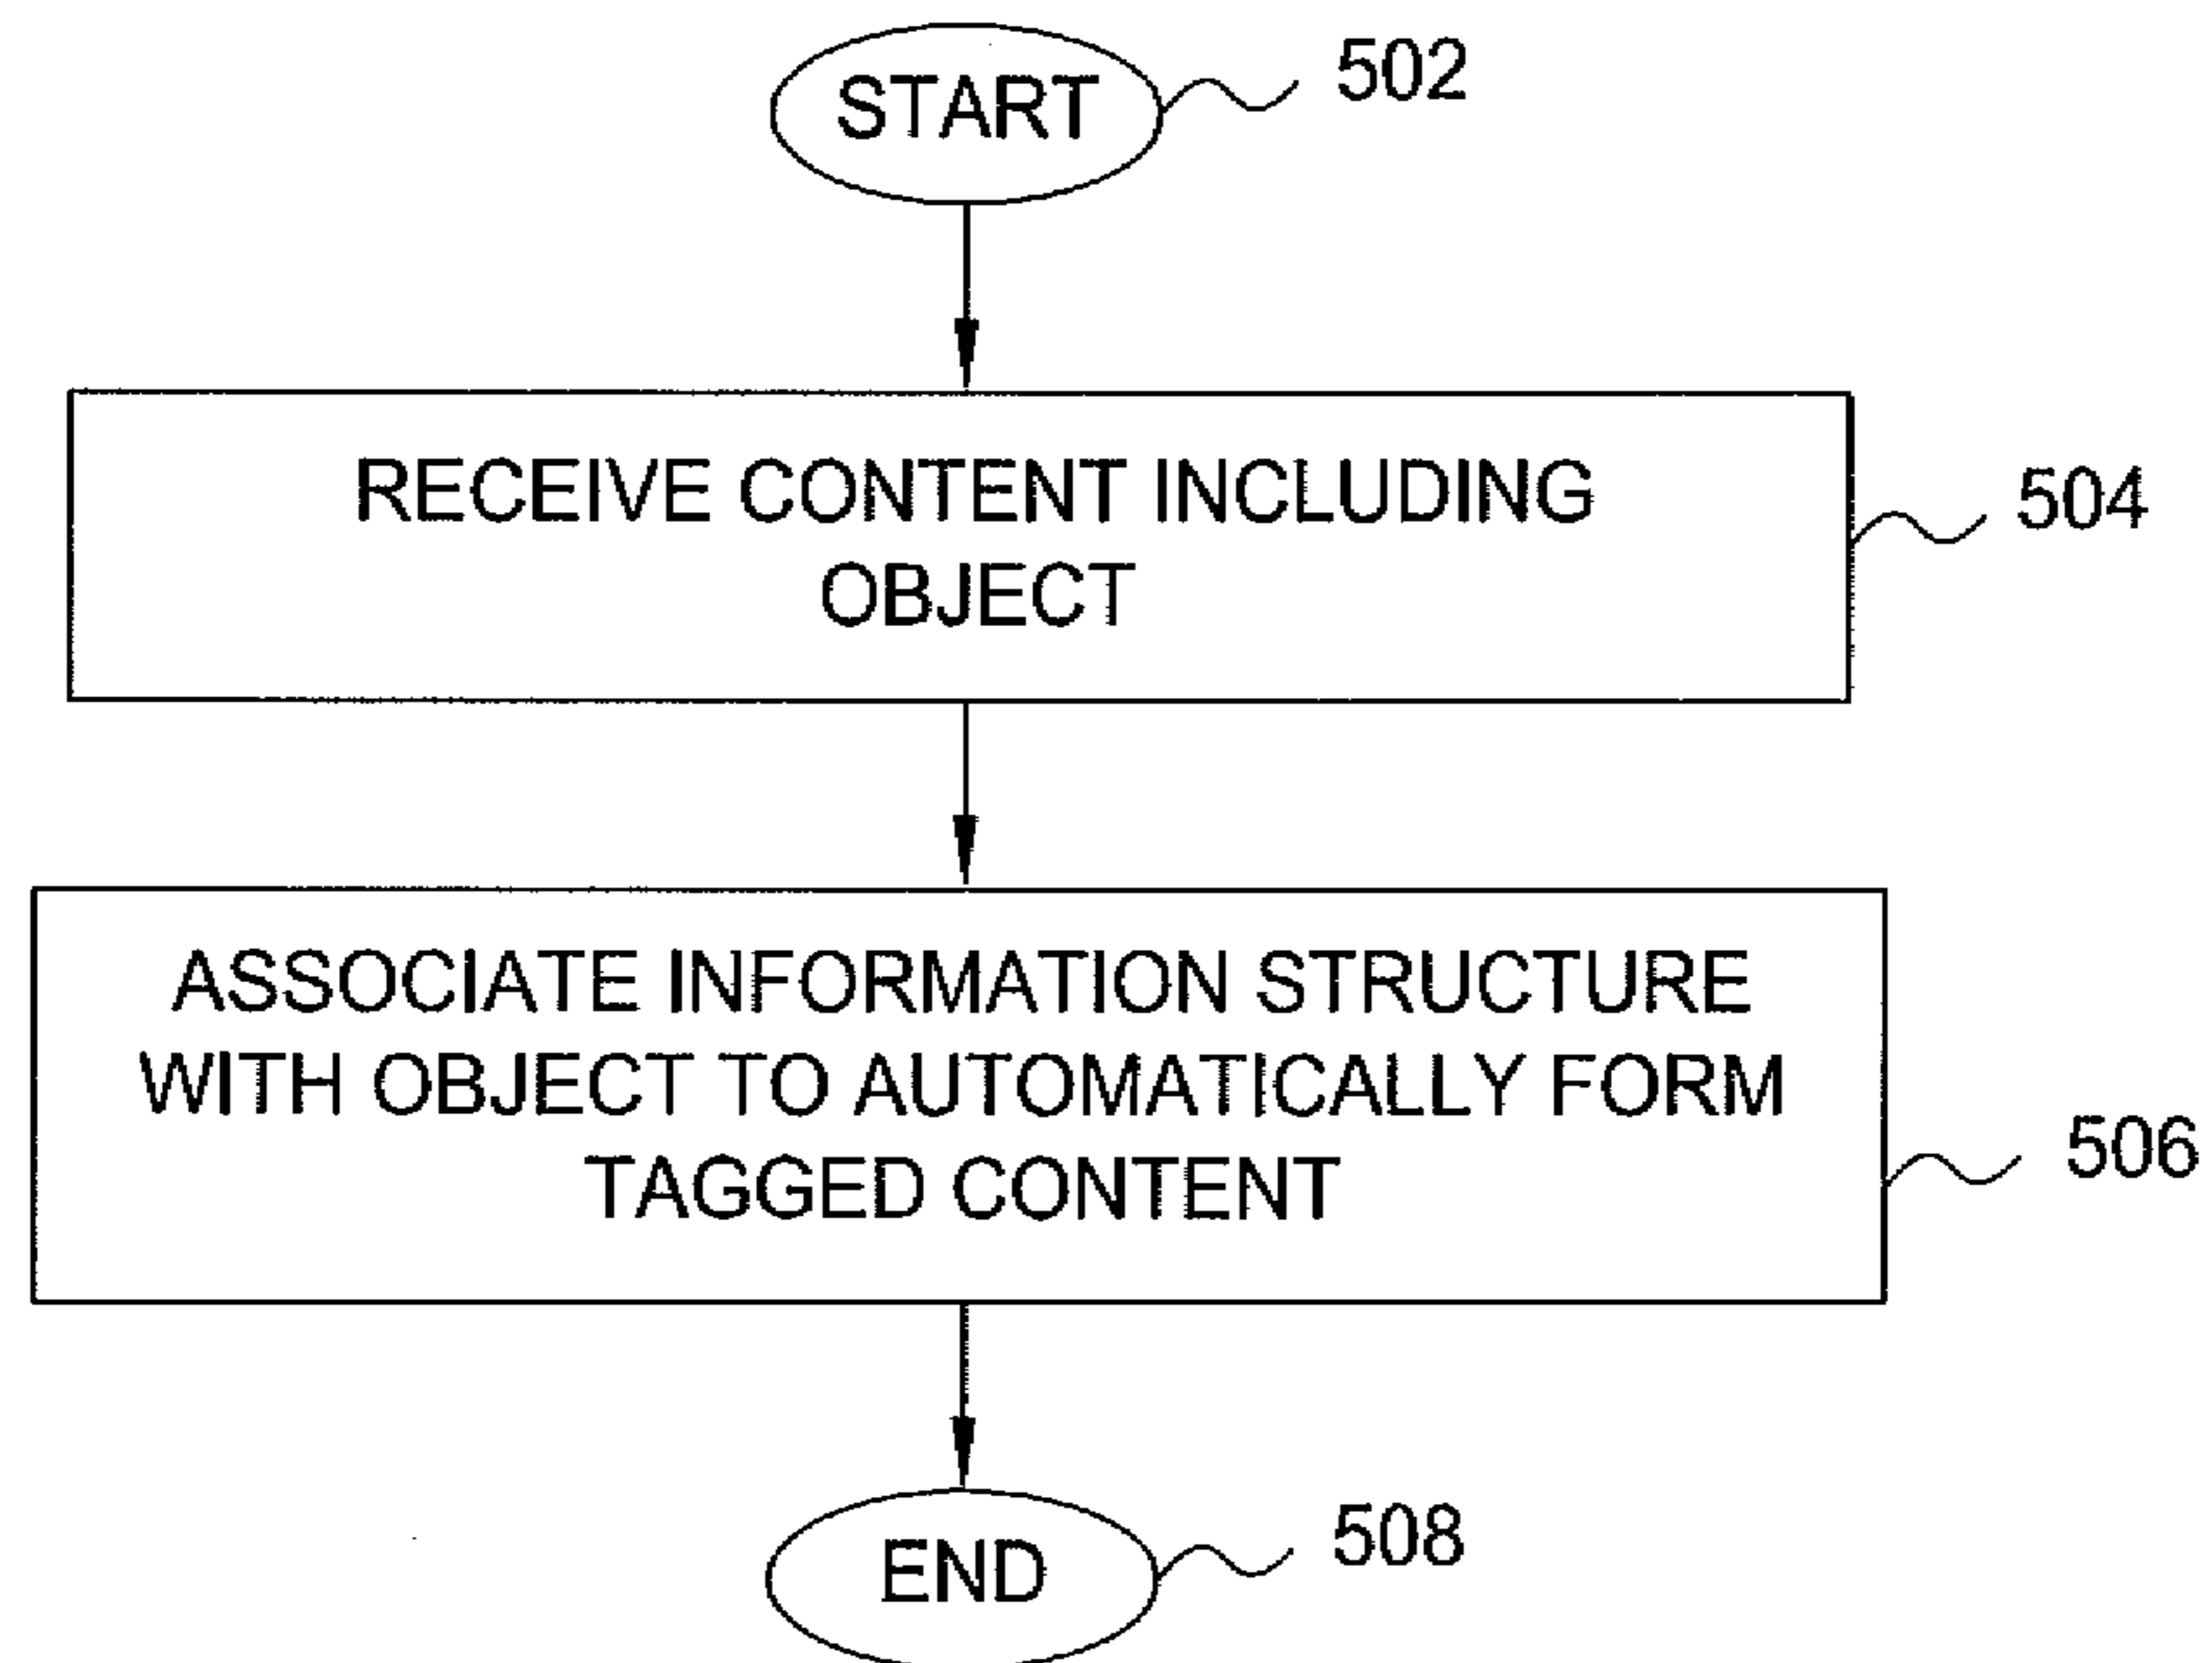 START
502
RECEIVE CONTENT INCLUDING
OBJECT
504
ASSOCIATE INFORMATION STRUCTURE
WITH OBJECT TO AUTOMATICALLY FORM
TAGGED CONTENT
506
END
508